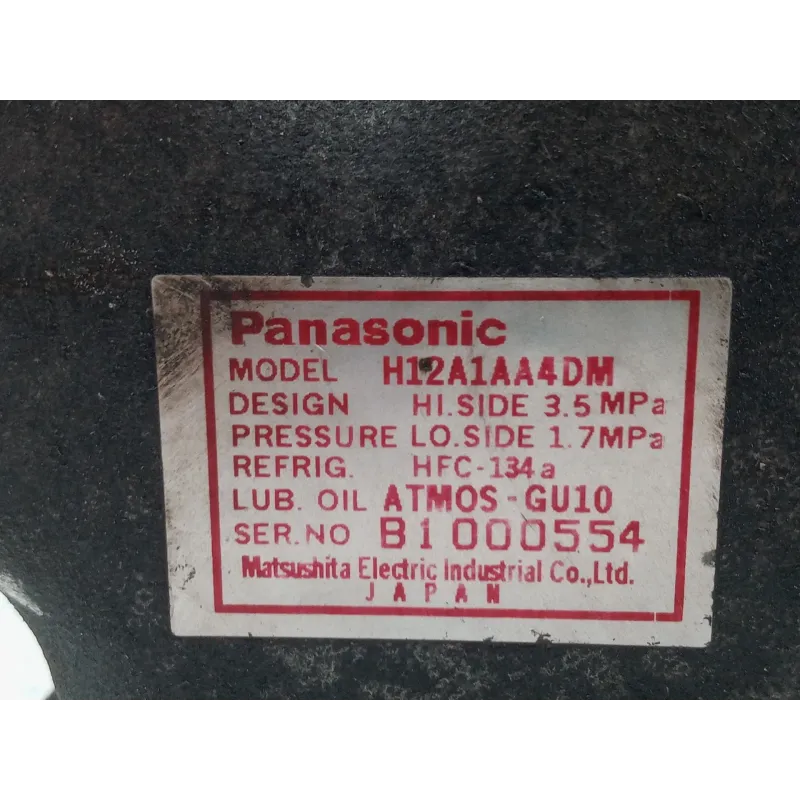 Panasonic
MODEL H12A1AA4DM
DESIGN HI.SIDE 3.5 MPa
PRESSURE LO.SIDE 1.7MPa
REFRIG. HFC-134a
LUB. OIL ATMOS-GU10
SER.NO B1000554
Matsushita Electric Industrial Co.,Ltd.
JAPAN